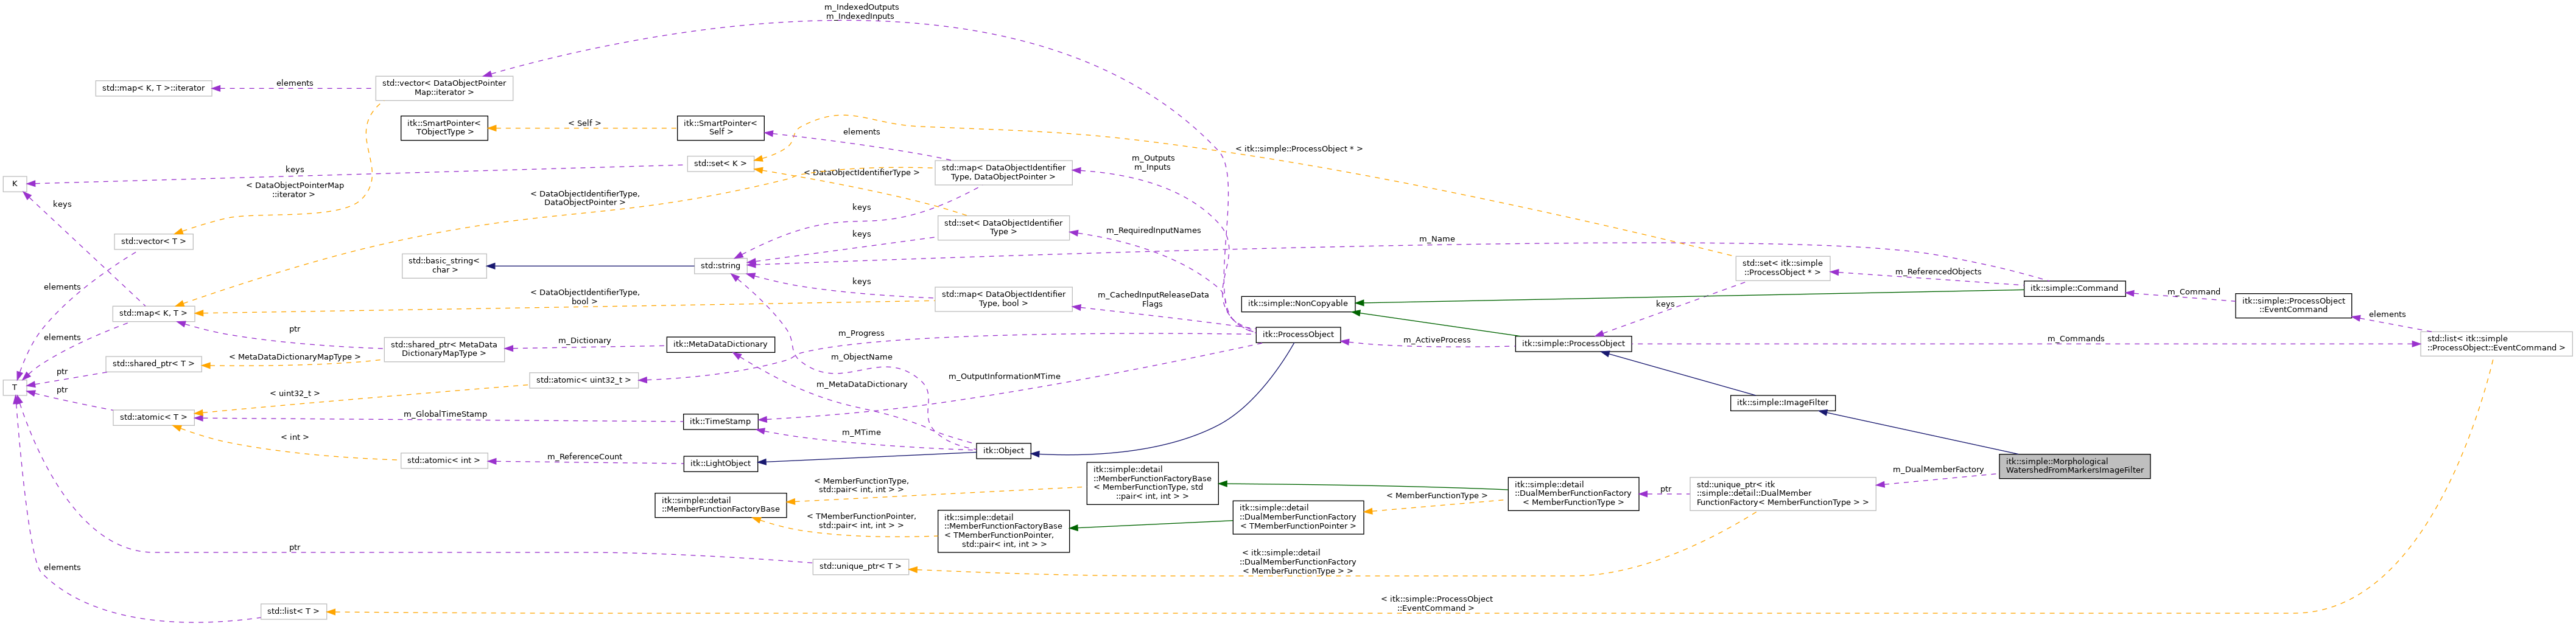 m_IndexedOutputs
m_IndexedInputs
std::map< K, T >::iterator
elements
std::vector< DataObjectPointer
Map::iterator >
itk::SmartPointer<
TObjectType >
< Self >
itk::SmartPointer<
Self >
elements
< itk::simple::ProcessObject * >
std::set< K >
keys
K
< DataObjectPointerMap
::iterator >
< DataObjectIdentifierType >
std::map< DataObjectIdentifier
Type, DataObjectPointer >
m_Outputs
m_Inputs
keys
< DataObjectIdentifierType,
DataObjectPointer >
keys
std::set< DataObjectIdentifier
Type >
m_RequiredInputNames
std::vector< T >
keys
m_Name
std::basic_string<
char >
std::string
std::set< itk::simple
::ProcessObject * >
m_ReferencedObjects
itk::simple::Command
m_Command
itk::simple::ProcessObject
::EventCommand
elements
keys
< DataObjectIdentifierType,
bool >
std::map< DataObjectIdentifier
Type, bool >
m_CachedInputReleaseData
Flags
itk::simple::NonCopyable
keys
std::map< K, T >
elements
elements
ptr
m_Progress
itk::ProcessObject
m_ActiveProcess
itk::simple::ProcessObject
m_Commands
std::list< itk::simple
::ProcessObject::EventCommand >
std::shared_ptr< MetaData
DictionaryMapType >
m_Dictionary
itk::MetaDataDictionary
std::shared_ptr< T >
< MetaDataDictionaryMapType >
m_ObjectName
ptr
T
ptr
std::atomic< uint32_t >
m_MetaDataDictionary
m_OutputInformationMTime
< uint32_t >
itk::simple::ImageFilter
std::atomic< T >
m_GlobalTimeStamp
itk::TimeStamp
< int >
m_MTime
itk::Object
std::atomic< int >
m_ReferenceCount
itk::LightObject
itk::simple::Morphological
WatershedFromMarkersImageFilter
m_DualMemberFactory
itk::simple::detail
::MemberFunctionFactoryBase
< MemberFunctionType, std
::pair< int, int > >
< MemberFunctionType,
std::pair< int, int > >
itk::simple::detail
::MemberFunctionFactoryBase
itk::simple::detail
::DualMemberFunctionFactory
< MemberFunctionType >
ptr
std::unique_ptr< itk
::simple::detail::DualMember
FunctionFactory< MemberFunctionType > >
< MemberFunctionType >
itk::simple::detail
::DualMemberFunctionFactory
< TMemberFunctionPointer >
< TMemberFunctionPointer,
std::pair< int, int > >
itk::simple::detail
::MemberFunctionFactoryBase
< TMemberFunctionPointer,
std::pair< int, int > >
ptr
std::unique_ptr< T >
< itk::simple::detail
::DualMemberFunctionFactory
< MemberFunctionType > >
elements
std::list< T >
< itk::simple::ProcessObject
::EventCommand >